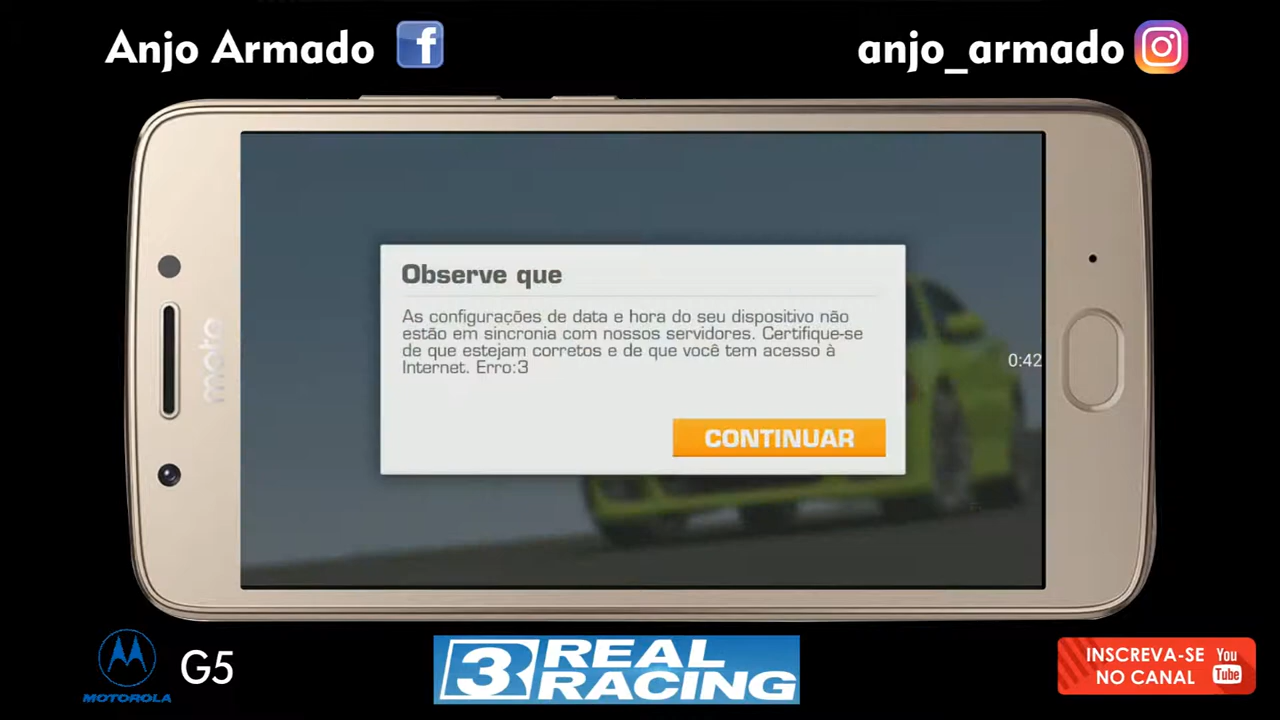 Anjo Armado
anjo_armado
moto
0:42
Observe que
As configurações de data e hora do seu dispositivo não
estão em sincronia com nossos servidores. Certifique-se
de que estejam corretos e de que você tem acesso à
Internet. Erro:3
CONTINUAR
MOTOROLA
G5
3 REAL
RACING
INSCREVA-SE
NO CANAL
You
Tube